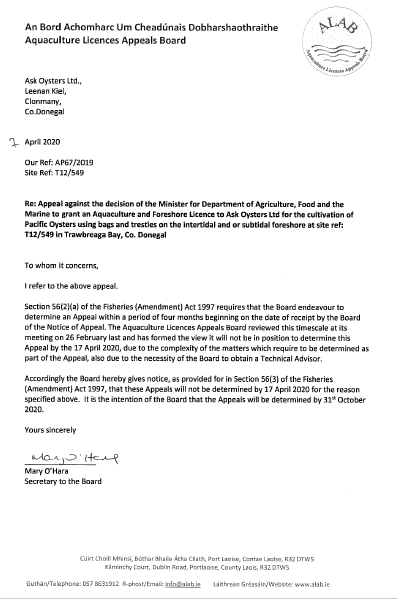 An Bord Achomharc Um Cheadúnais Dobharshaothraithe
Aquaculture Licences Appeals Board
ALAB
Aquaculture Licences Appeals Board
Ask Oysters Ltd.,
Leenan Kiel,
Clonmany,
Co.Donegal
7 April 2020
Our Ref: AP67/2019
Site Ref: T12/549
Re: Appeal against the decision of the Minister for Department of Agriculture, Food and the
Marine to grant an Aquaculture and Foreshore Licence to Ask Oysters Ltd for the cultivation of
Pacific Oysters using bags and trestles on the intertidal and or subtidal foreshore at site ref:
T12/549 in Trawbreaga Bay, Co. Donegal
To whom it concerns,
I refer to the above appeal.
Section 56(2)(a) of the Fisheries (Amendment) Act 1997 requires that the Board endeavour to
determine an Appeal within a period of four months beginning on the date of receipt by the Board
of the Notice of Appeal. The Aquaculture Licences Appeals Board reviewed this timescale at its
meeting on 26 February last and has formed the view it will not be in position to determine this
Appeal by the 17 April 2020, due to the complexity of the matters which require to be determined as
part of the Appeal, also due to the necessity of the Board to obtain a Technical Advisor.
Accordingly the Board hereby gives notice, as provided for in Section 56(3) of the Fisheries
(Amendment) Act 1997, that these Appeals will not be determined by 17 April 2020 for the reason
specified above. It is the intention of the Board that the Appeals will be determined by 31st October
2020.
Yours sincerely
Mary O'Hara
Mary O'Hara
Secretary to the Board
Cúirt Choill Mhinsí, Bóthar Bhaile Átha Cliath, Port Laoise, Contae Laoise, R32 DTW5
Kilminchy Court, Dublin Road, Portlaoise, County Laois, R32 DTW5
Guthán/Telephone: 057 8631912 R-phost/Email: info@alab.ie Láithreán Gréasáin/Website: www.alab.ie